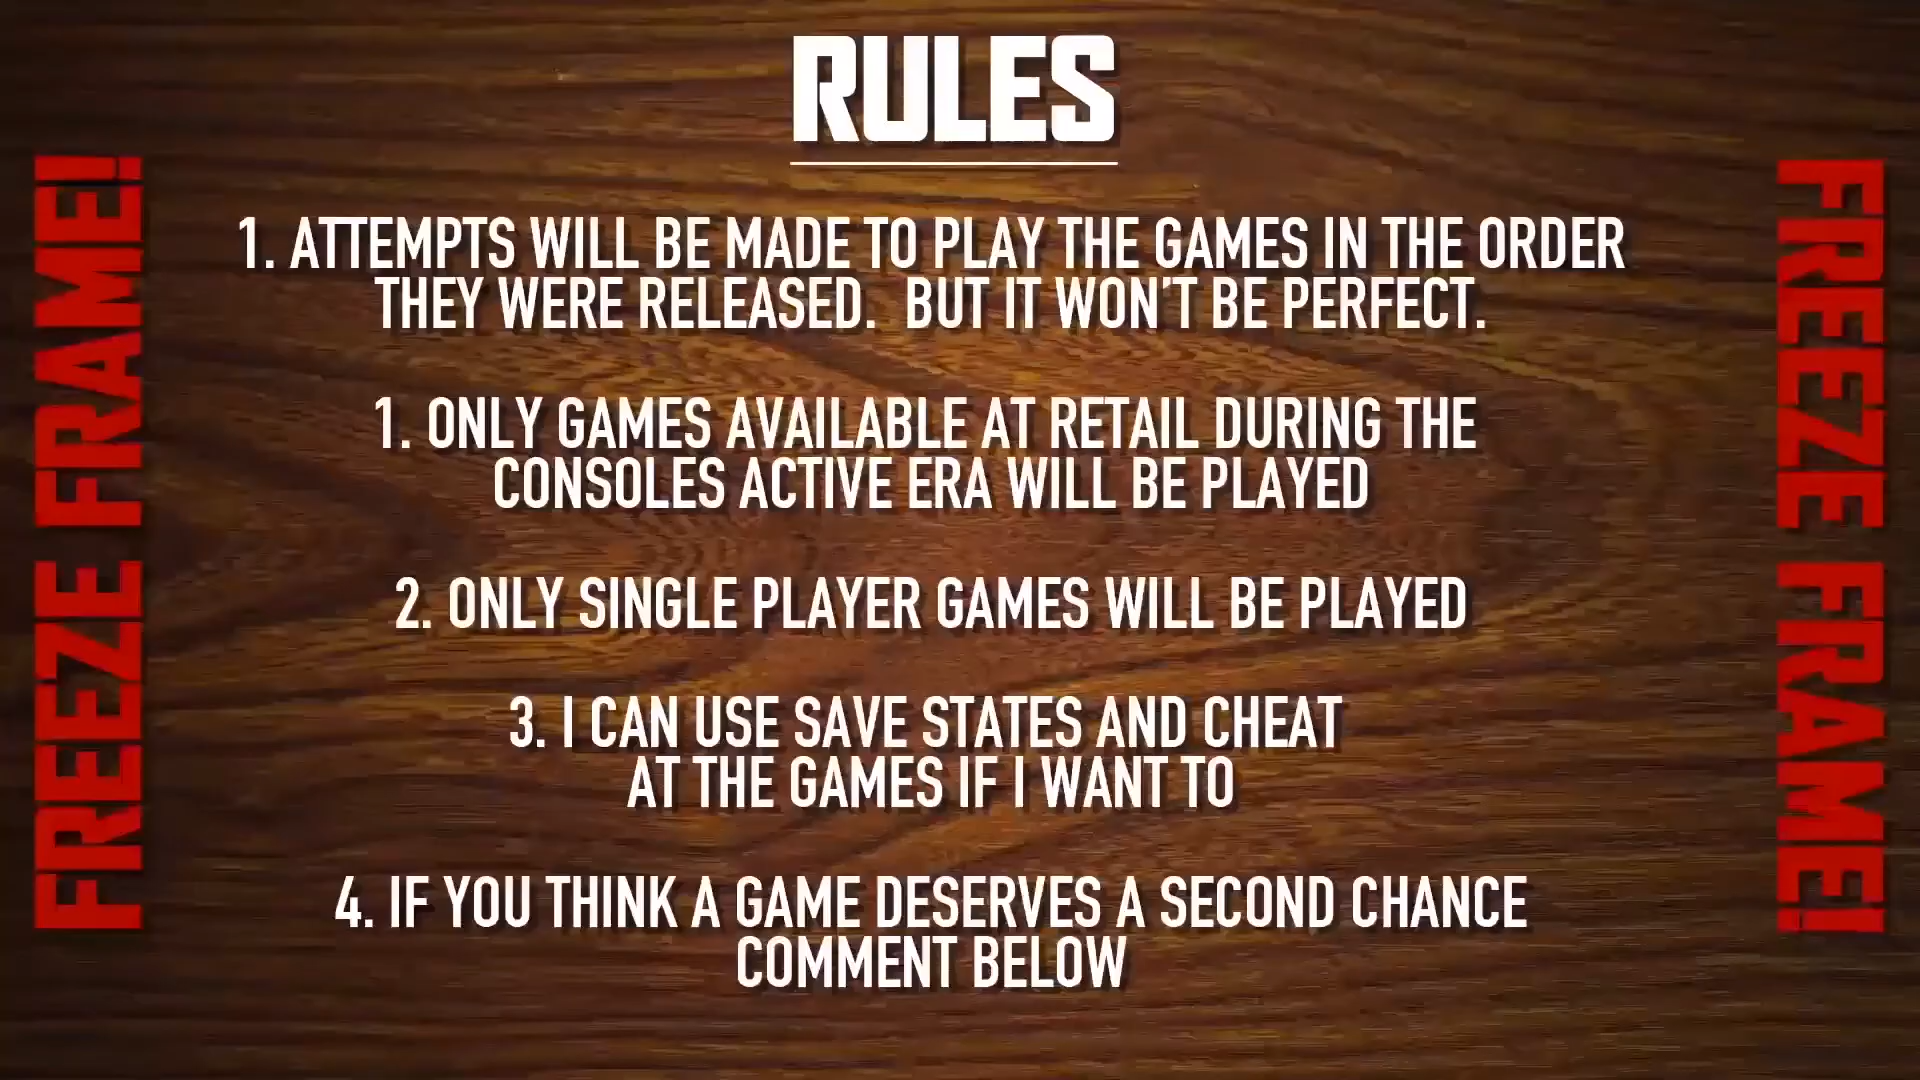 RULES
FREEZE FRAME!
1. ATTEMPTS WILL BE MADE TO PLAY THE GAMES IN THE ORDER
THEY WERE RELEASED. BUT IT WON'T BE PERFECT.
1. ONLY GAMES AVAILABLE AT RETAIL DURING THE
CONSOLES ACTIVE ERA WILL BE PLAYED
2. ONLY SINGLE PLAYER GAMES WILL BE PLAYED
3. I CAN USE SAVE STATES AND CHEAT
AT THE GAMES IF I WANT TO
4. IF YOU THINK A GAME DESERVES A SECOND CHANCE
COMMENT BELOW
FREEZE FRAME!